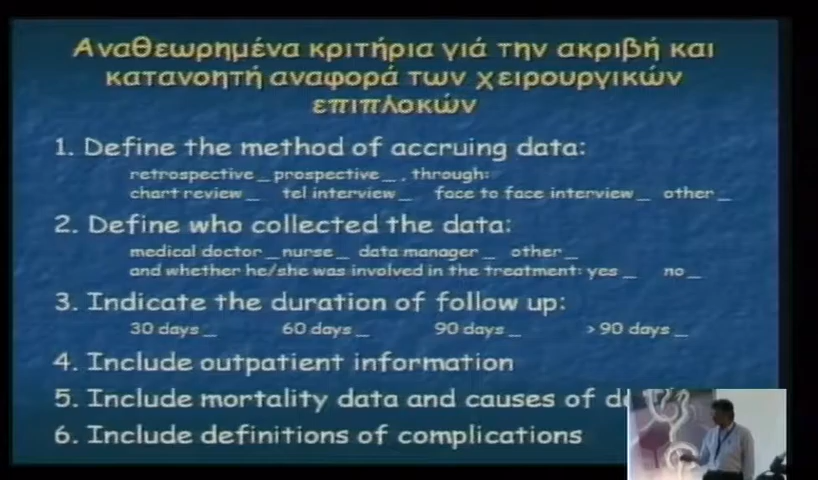 Αναθεωρημένα κριτήρια γιά την ακριβή και
κατανοητή αναφορά των χειρουργικών
επιπλοκών
1. Define the method of accruing data:
retrospective _ prospective _ , through:
chart review _ tel interview _ face to face interview _ other _
2. Define who collected the data:
medical doctor _ nurse _ data manager _ other _
and whether he/she was involved in the treatment: yes _ no _
3. Indicate the duration of follow up:
30 days _ 60 days _ 90 days _ > 90 days _
4. Include outpatient information
5. Include mortality data and causes of
6. Include definitions of complications